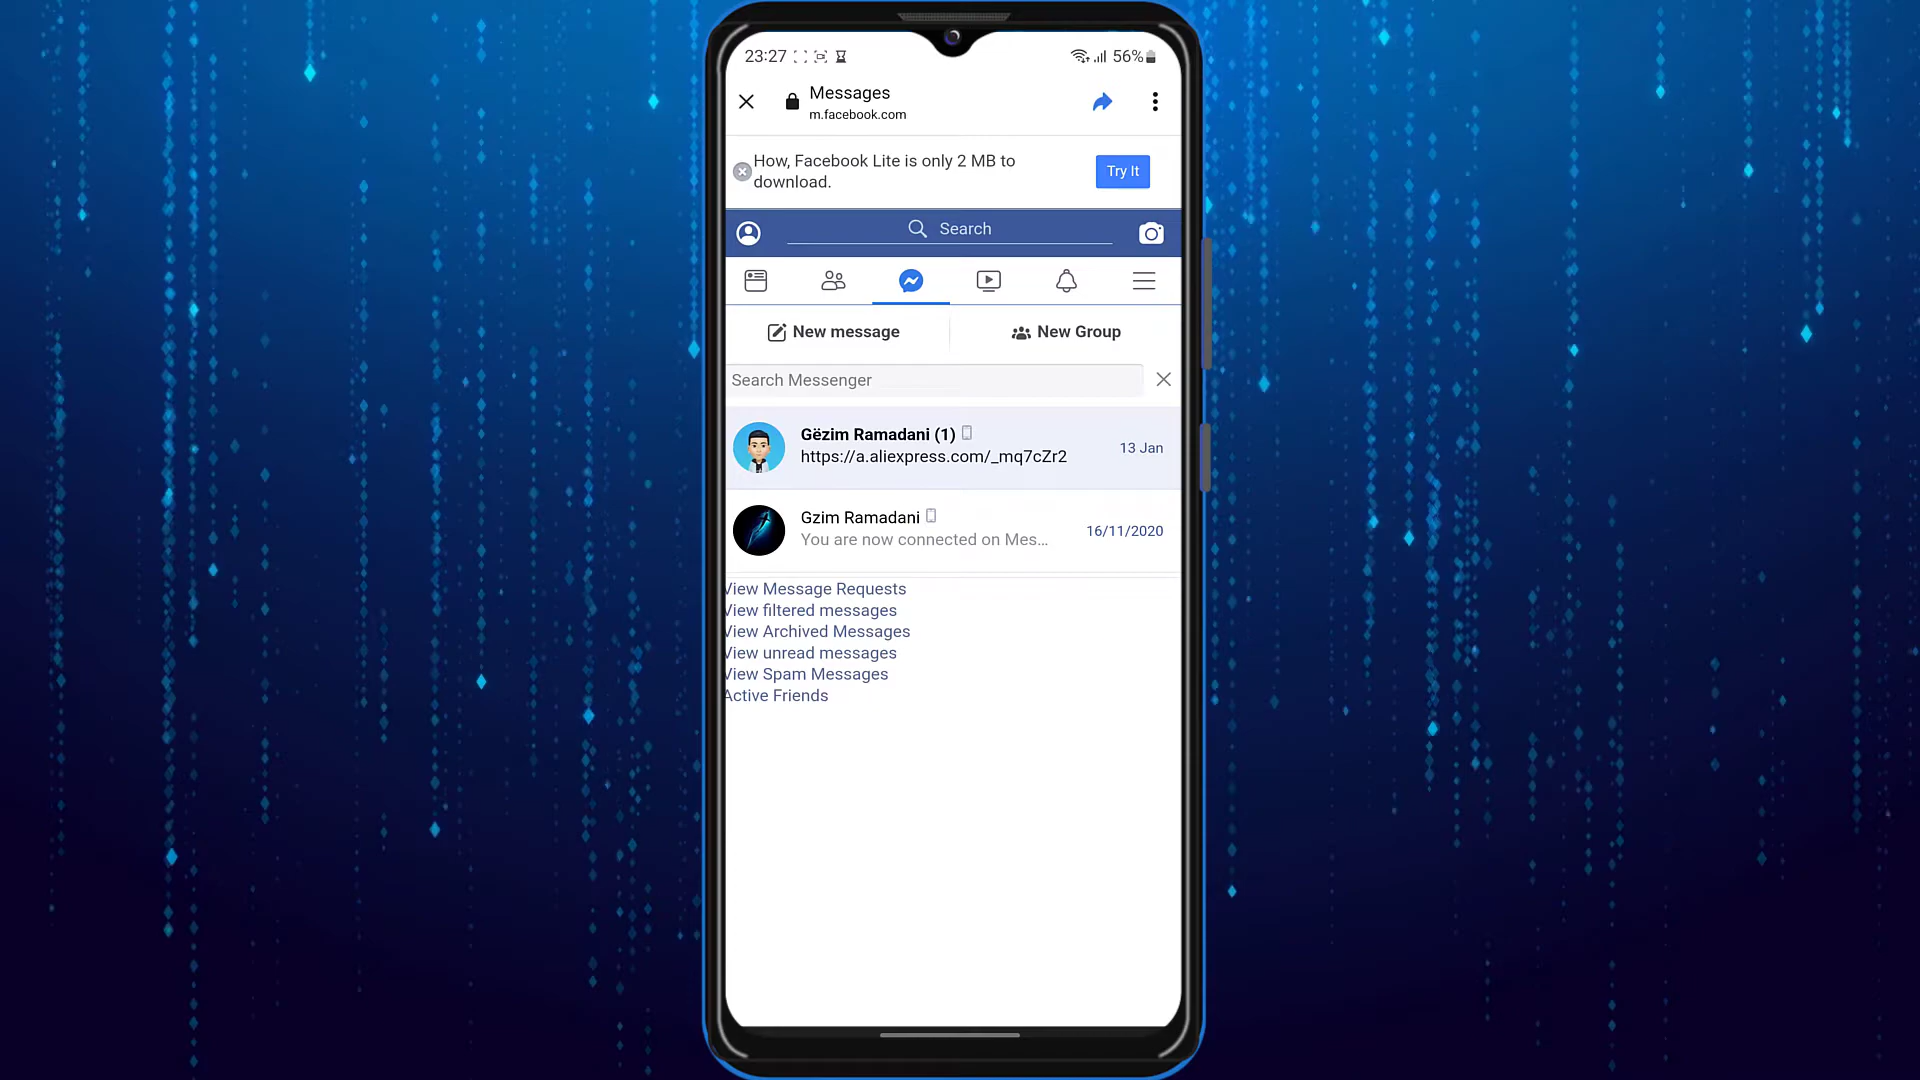 23:27
56%
Messages
m.facebook.com
How, Facebook Lite is only 2 MB to
download.
Try It
Search
New message
New Group
Search Messenger
Gëzim Ramadani (1)
https://a.aliexpress.com/_mq7cZr2
13 Jan
Gzim Ramadani
You are now connected on Mes...
16/11/2020
View Message Requests
View filtered messages
View Archived Messages
View unread messages
View Spam Messages
Active Friends